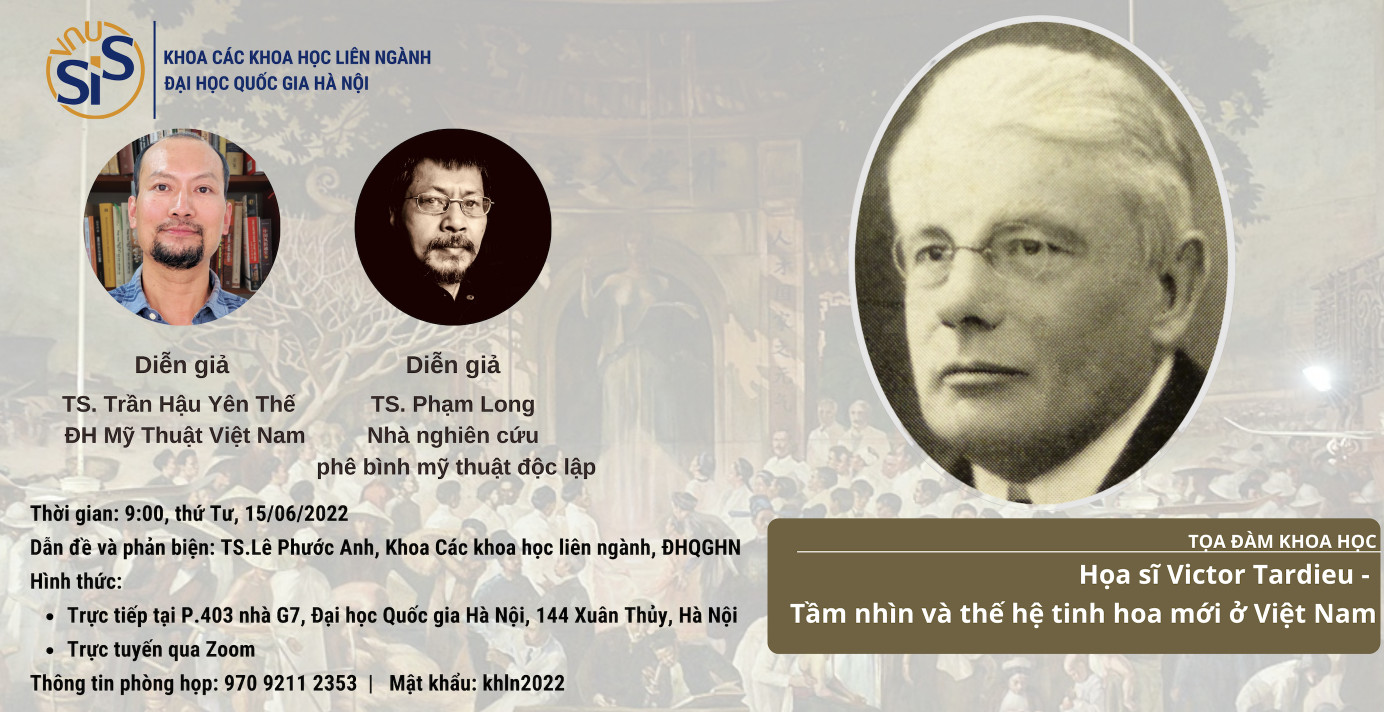 VNU
SiS
KHOA CÁC KHOA HỌC LIÊN NGÀNH
ĐẠI HỌC QUỐC GIA HÀ NỘI
Diễn giả
TS. Trần Hậu Yên Thế
ĐH Mỹ Thuật Việt Nam
Diễn giả
TS. Phạm Long
Nhà nghiên cứu
phê bình mỹ thuật độc lập
Thời gian: 9:00, thứ Tư, 15/06/2022
Dẫn đề và phản biện: TS.Lê Phước Anh, Khoa Các khoa học liên ngành, ĐHQGHN
Hình thức:
• Trực tiếp tại P.403 nhà G7, Đại học Quốc gia Hà Nội, 144 Xuân Thủy, Hà Nội
• Trực tuyến qua Zoom
Thông tin phòng họp: 970 9211 2353 | Mật khẩu: khln2022
TỌA ĐÀM KHOA HỌC
Họa sĩ Victor Tardieu -
Tầm nhìn và thế hệ tinh hoa mới ở Việt Nam